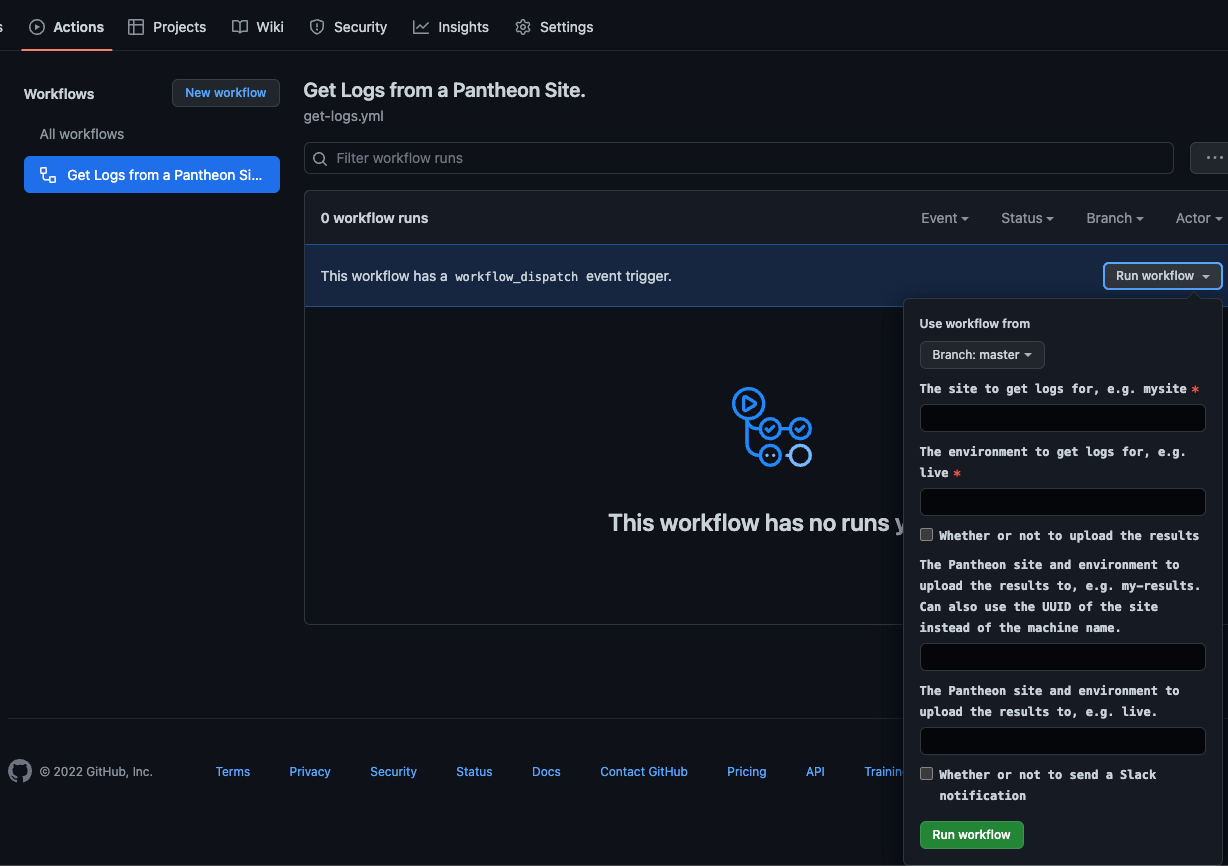 s
Actions
Projects
Wiki
Security
Insights
Settings
Workflows
New workflow
All workflows
Get Logs from a Pantheon Si...
Get Logs from a Pantheon Site.
get-logs.yml
Filter workflow runs
0 workflow runs
Event
Status
Branch
Actor
This workflow has a workflow_dispatch event trigger.
Run workflow
This workflow has no runs y
Use workflow from
Branch: master
The site to get logs for, e.g. mysite *
The environment to get logs for, e.g.
live *
Whether or not to upload the results
The Pantheon site and environment to
upload the results to, e.g. my-results.
Can also use the UUID of the site
instead of the machine name.
The Pantheon site and environment to
upload the results to, e.g. live.
Whether or not to send a Slack
notification
Run workflow
© 2022 GitHub, Inc.
Terms
Privacy
Security
Status
Docs
Contact GitHub
Pricing
API
Training